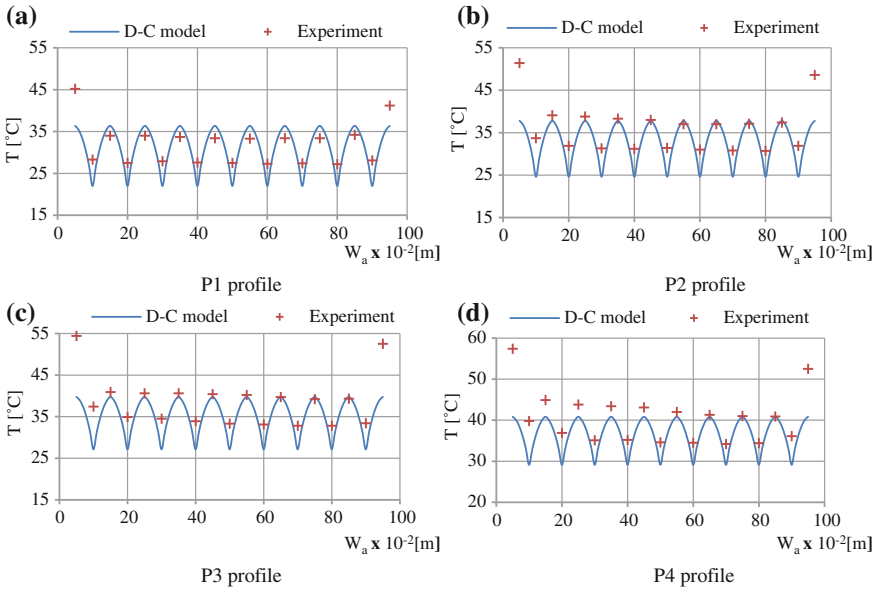 (a)
D-C model
Experiment
55
45
35
25
15
T [°C]
0 20 40 60 80 100
Wₐ x 10⁻²[m]
P1 profile
(b)
D-C model
Experiment
55
45
35
25
15
T [°C]
0 20 40 60 80 100
Wₐ x 10⁻²[m]
P2 profile
(c)
D-C model
Experiment
55
45
35
25
15
T [°C]
0 20 40 60 80 100
Wₐ x 10⁻²[m]
P3 profile
(d)
D-C model
Experiment
60
50
40
30
20
T [°C]
0 20 40 60 80 100
Wₐ x 10⁻²[m]
P4 profile